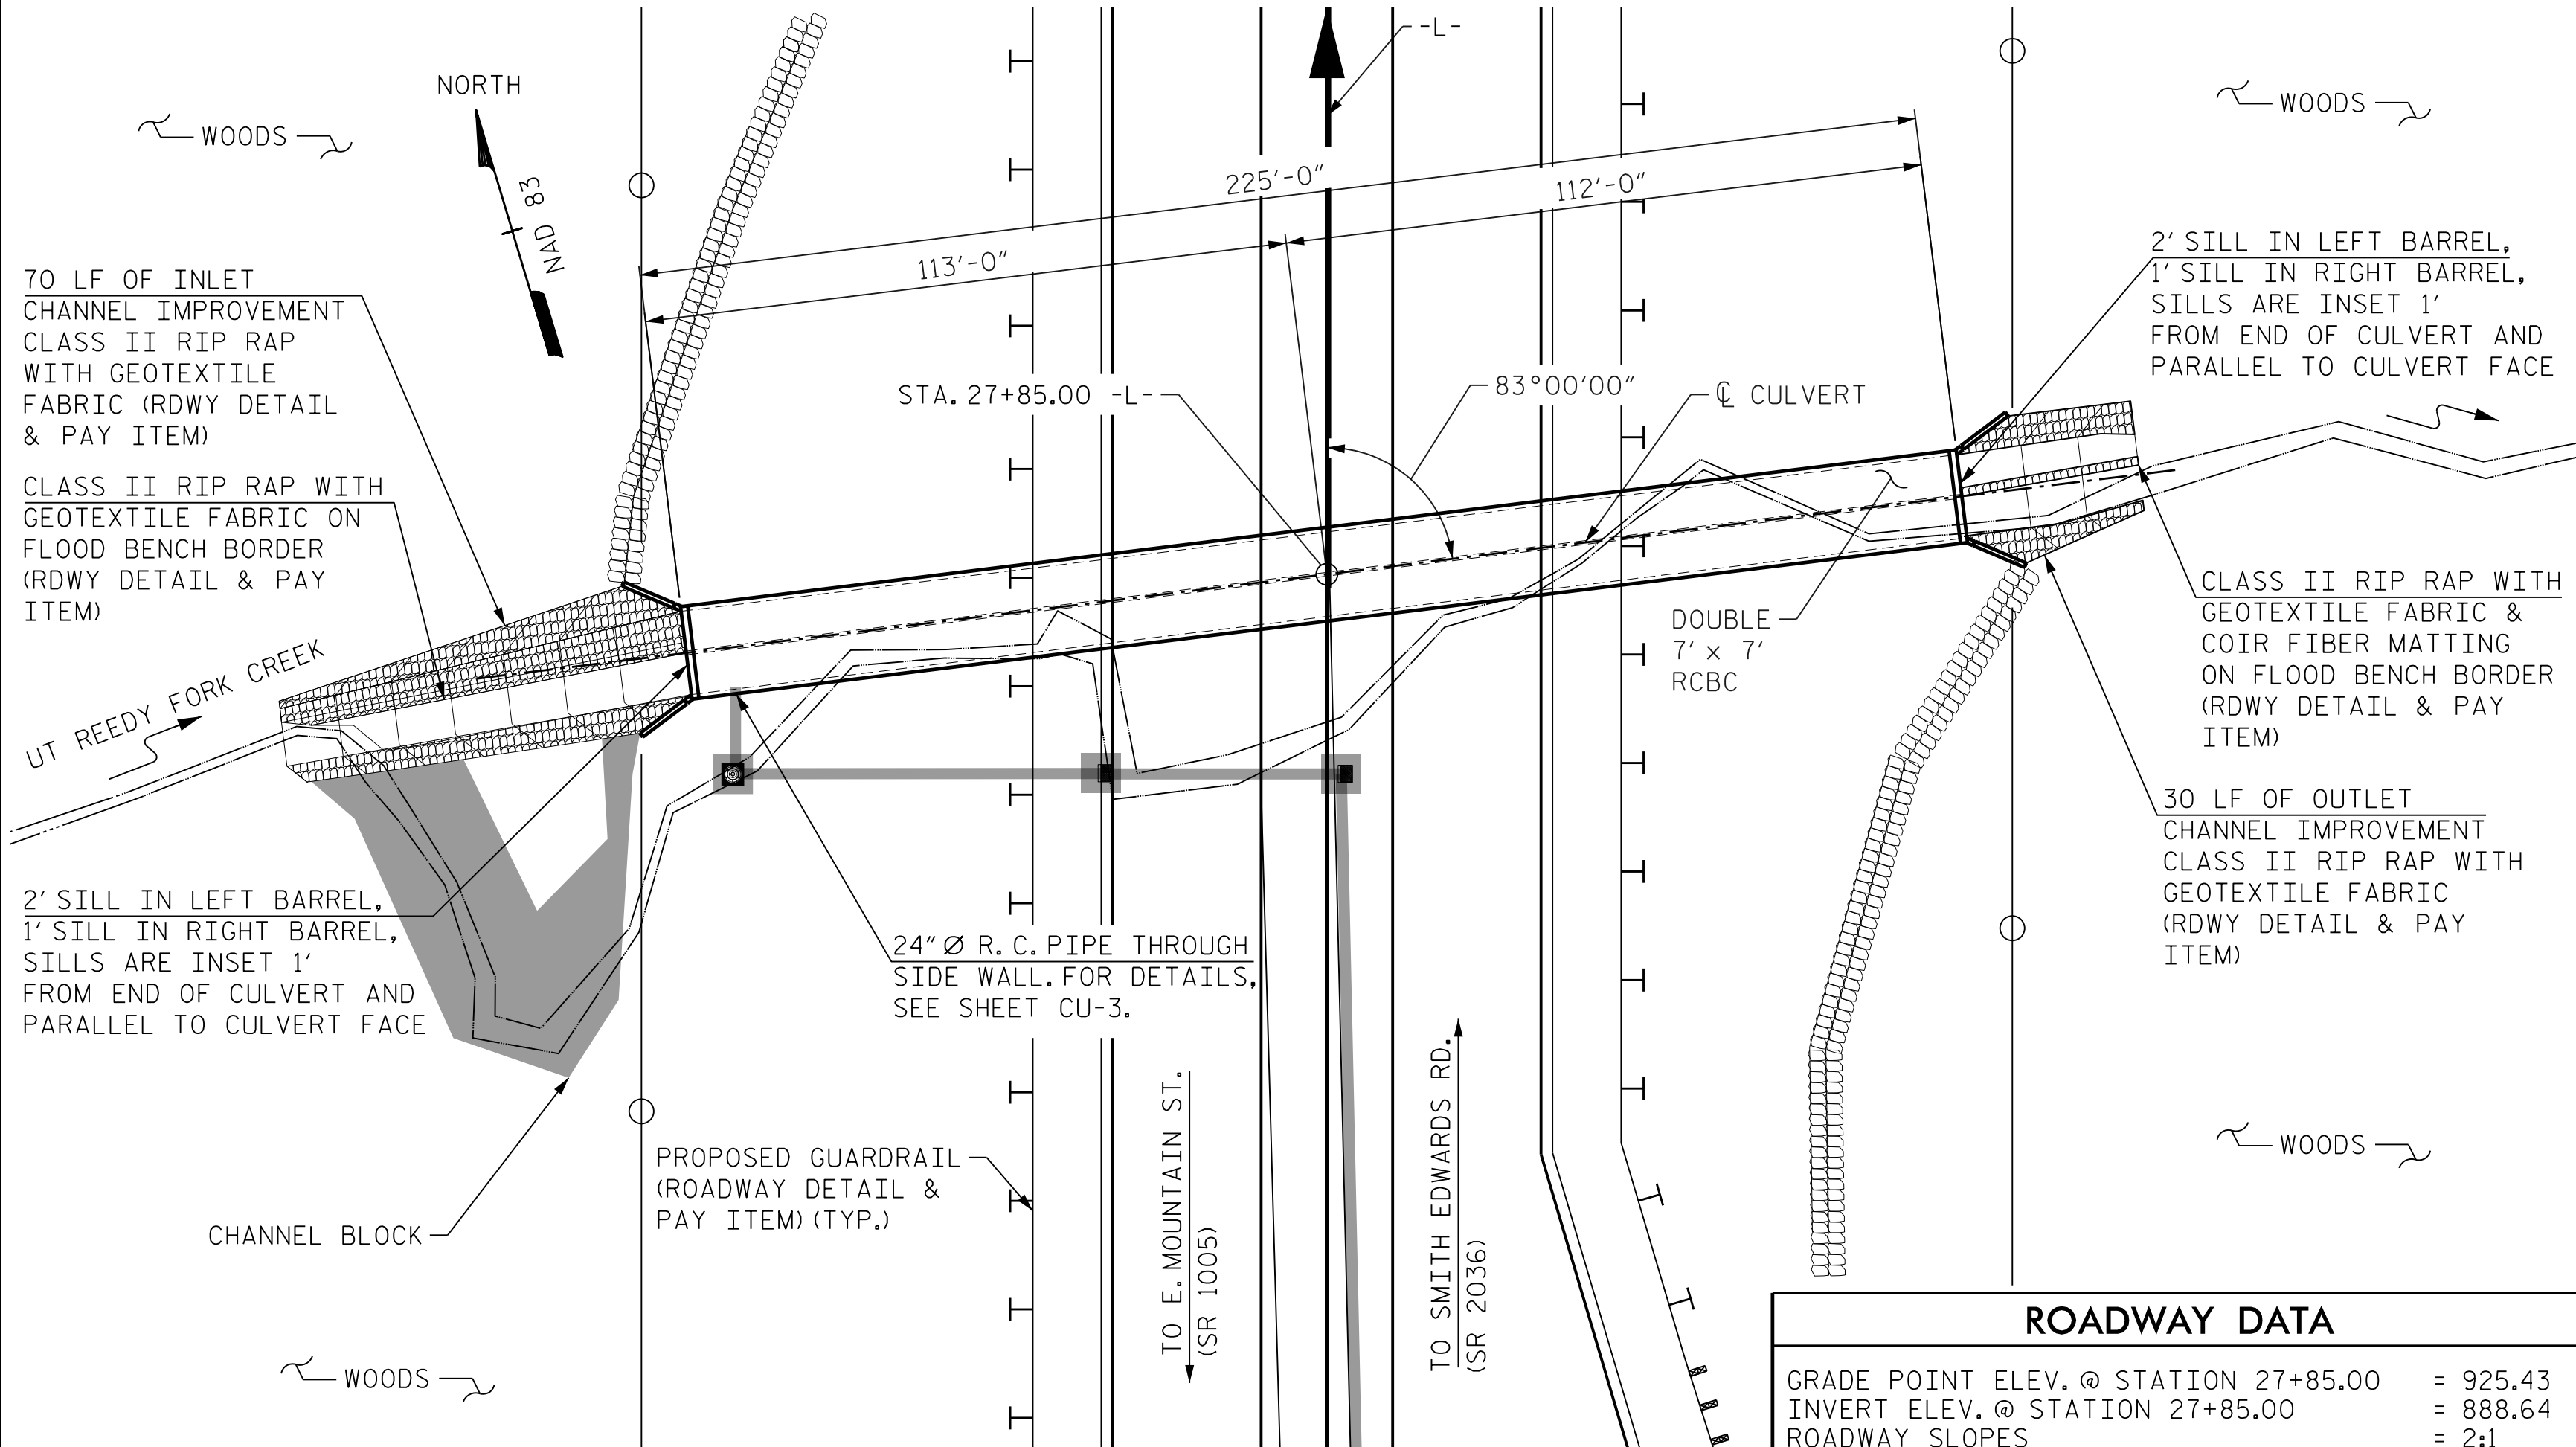 -L-
NORTH
WOODS
WOODS
NAD 83
225'-0"
112'-0"
113'-0"
70 LF OF INLET
CHANNEL IMPROVEMENT
CLASS II RIP RAP
WITH GEOTEXTILE
FABRIC (RDWY DETAIL
& PAY ITEM)
2' SILL IN LEFT BARREL,
1' SILL IN RIGHT BARREL,
SILLS ARE INSET 1'
FROM END OF CULVERT AND
PARALLEL TO CULVERT FACE
STA. 27+85.00 -L-
83°00'00"
℄ CULVERT
CLASS II RIP RAP WITH
GEOTEXTILE FABRIC ON
FLOOD BENCH BORDER
(RDWY DETAIL & PAY
ITEM)
UT REEDY FORK CREEK
DOUBLE
7' x 7'
RCBC
CLASS II RIP RAP WITH
GEOTEXTILE FABRIC &
COIR FIBER MATTING
ON FLOOD BENCH BORDER
(RDWY DETAIL & PAY
ITEM)
30 LF OF OUTLET
CHANNEL IMPROVEMENT
CLASS II RIP RAP WITH
GEOTEXTILE FABRIC
(RDWY DETAIL & PAY
ITEM)
2' SILL IN LEFT BARREL,
1' SILL IN RIGHT BARREL,
SILLS ARE INSET 1'
FROM END OF CULVERT AND
PARALLEL TO CULVERT FACE
24"Ø R.C. PIPE THROUGH
SIDE WALL. FOR DETAILS,
SEE SHEET CU-3.
CHANNEL BLOCK
PROPOSED GUARDRAIL
(ROADWAY DETAIL &
PAY ITEM) (TYP.)
TO E. MOUNTAIN ST.
(SR 1005)
TO SMITH EDWARDS RD.
(SR 2036)
WOODS
WOODS
ROADWAY DATA
GRADE POINT ELEV. @ STATION 27+85.00 = 925.43
INVERT ELEV. @ STATION 27+85.00 = 888.64
ROADWAY SLOPES = 2:1